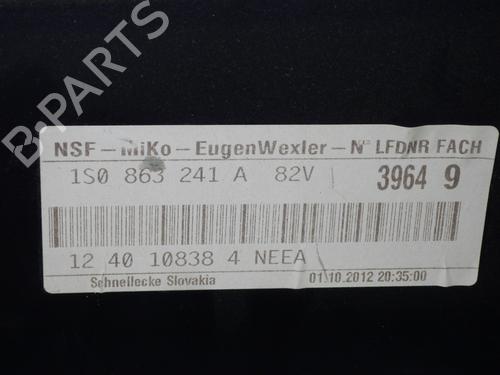 B-PARTS
NSF-MiKo-EugenWexler-N° LFDNR FACH
1S0 863 241 A 82V 3964 9
12 40 10838 4 NEEA
Schnellecke Slovakia 01.10.2012 20:35:00